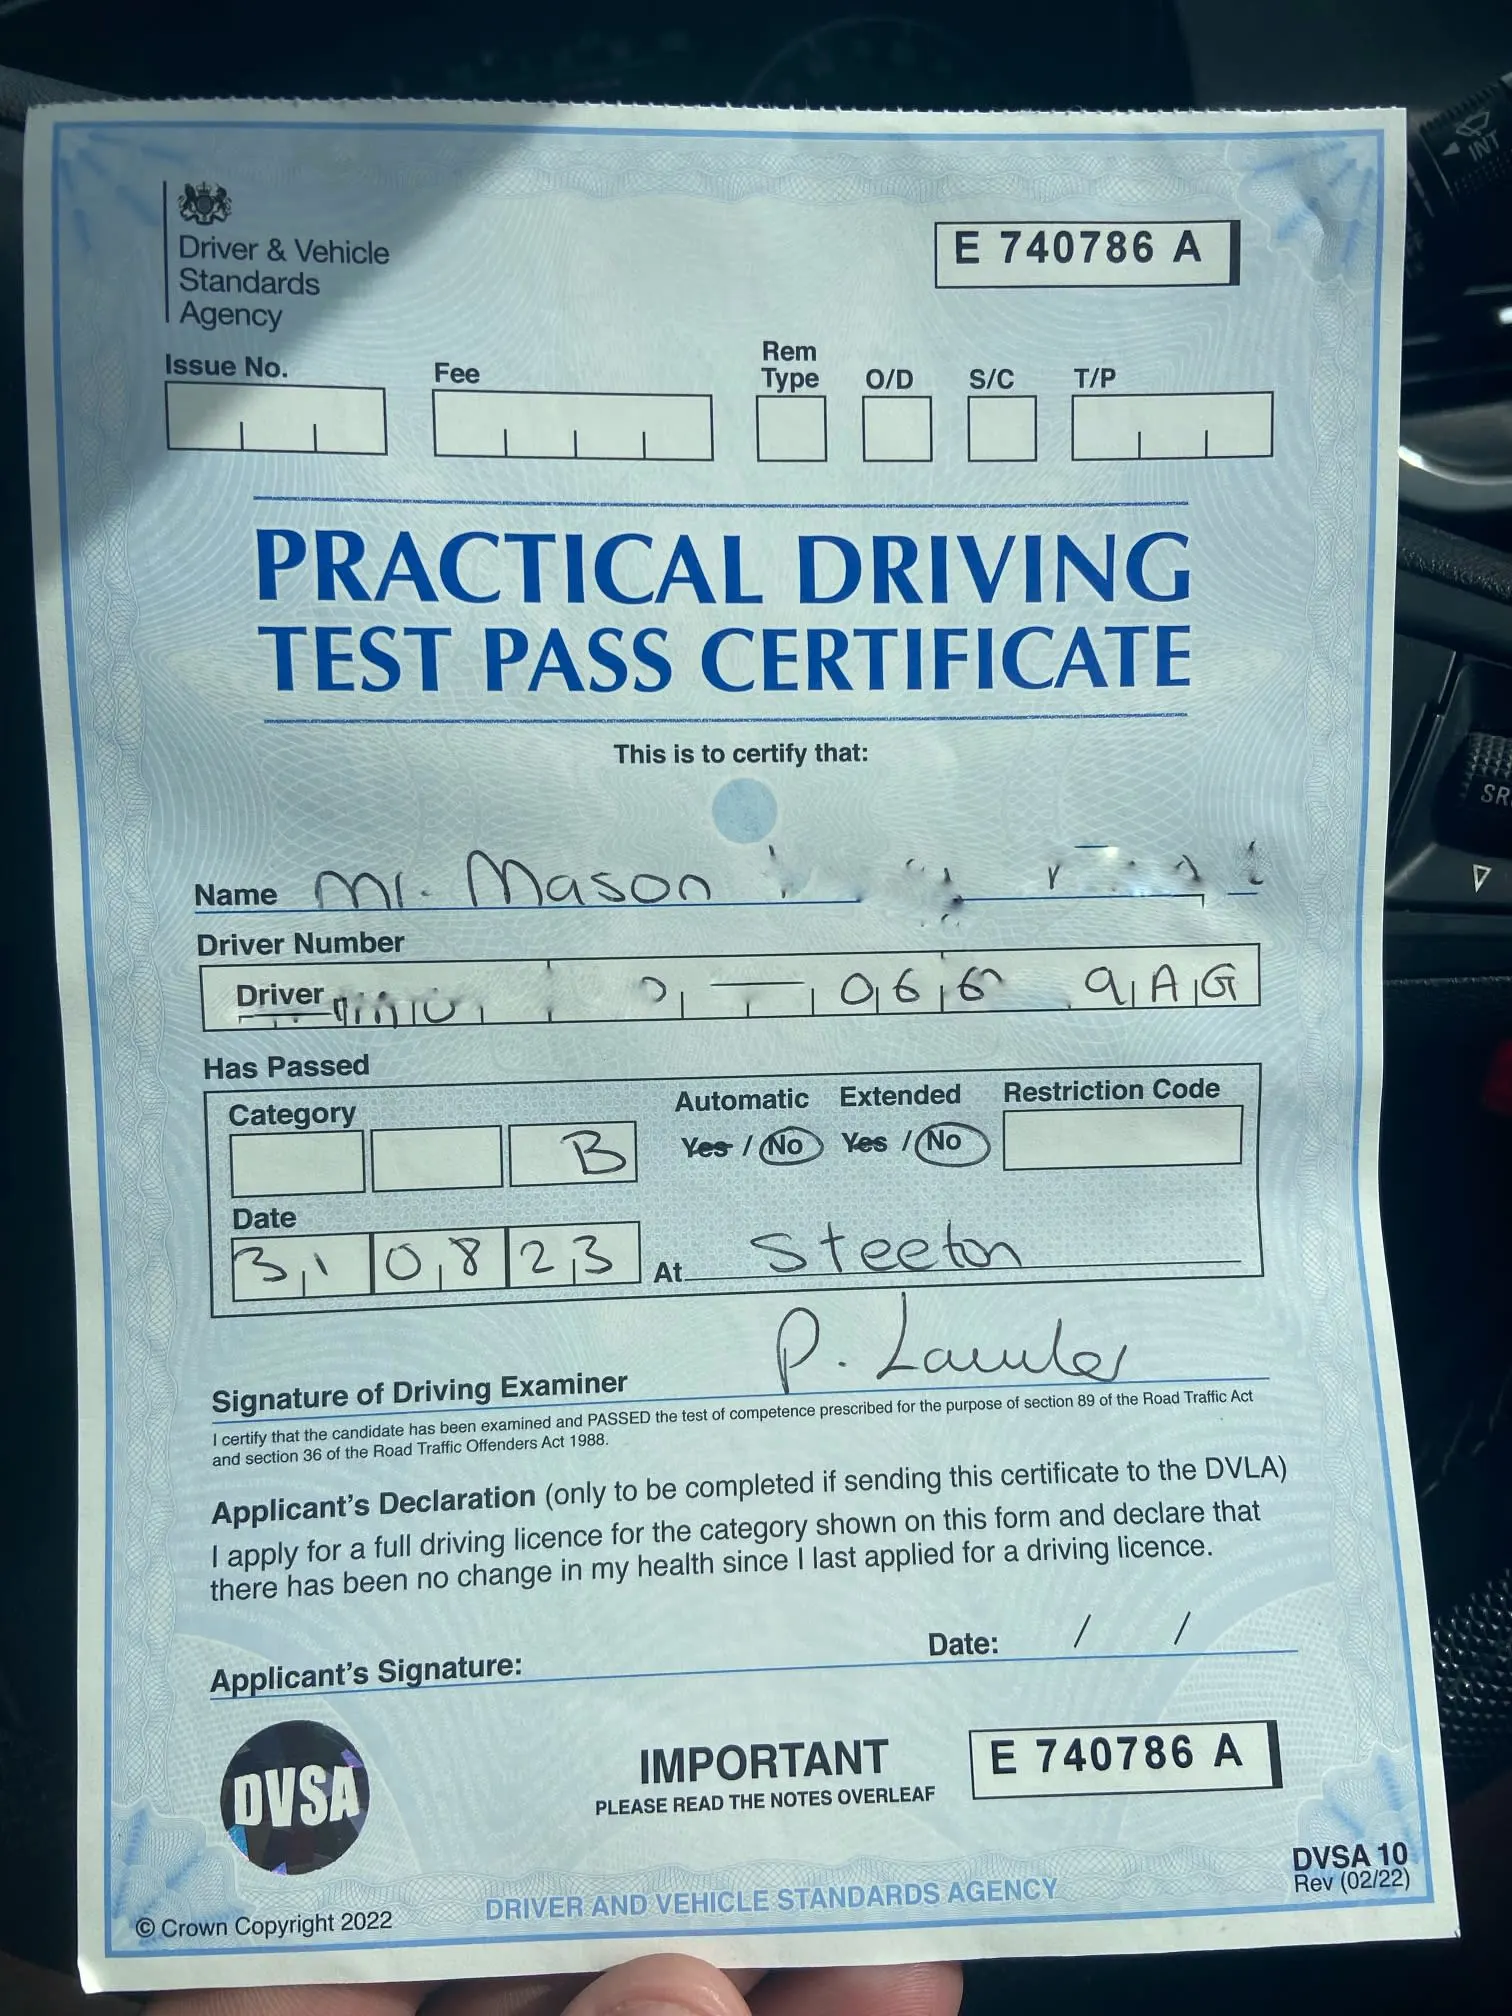 Driver & Vehicle
Standards
Agency
E 740786 A
Issue No.
Fee
Rem
Type
O/D
S/C
T/P
PRACTICAL DRIVING
TEST PASS CERTIFICATE
This is to certify that:
Name Mr. Mason
Driver Number
Driver 0 6 6 9 A G
Has Passed
Category
Automatic Extended Restriction Code
B Yes / No Yes / No
Date
31 08 23 At Steeton
P. Lawler
Signature of Driving Examiner
I certify that the candidate has been examined and PASSED the test of competence prescribed for the purpose of section 89 of the Road Traffic Act
and section 36 of the Road Traffic Offenders Act 1988.
Applicant's Declaration (only to be completed if sending this certificate to the DVLA)
I apply for a full driving licence for the category shown on this form and declare that
there has been no change in my health since I last applied for a driving licence.
Applicant's Signature: Date: / /
DVSA
IMPORTANT
PLEASE READ THE NOTES OVERLEAF
E 740786 A
DVSA 10
Rev (02/22)
DRIVER AND VEHICLE STANDARDS AGENCY
© Crown Copyright 2022
INT
SR